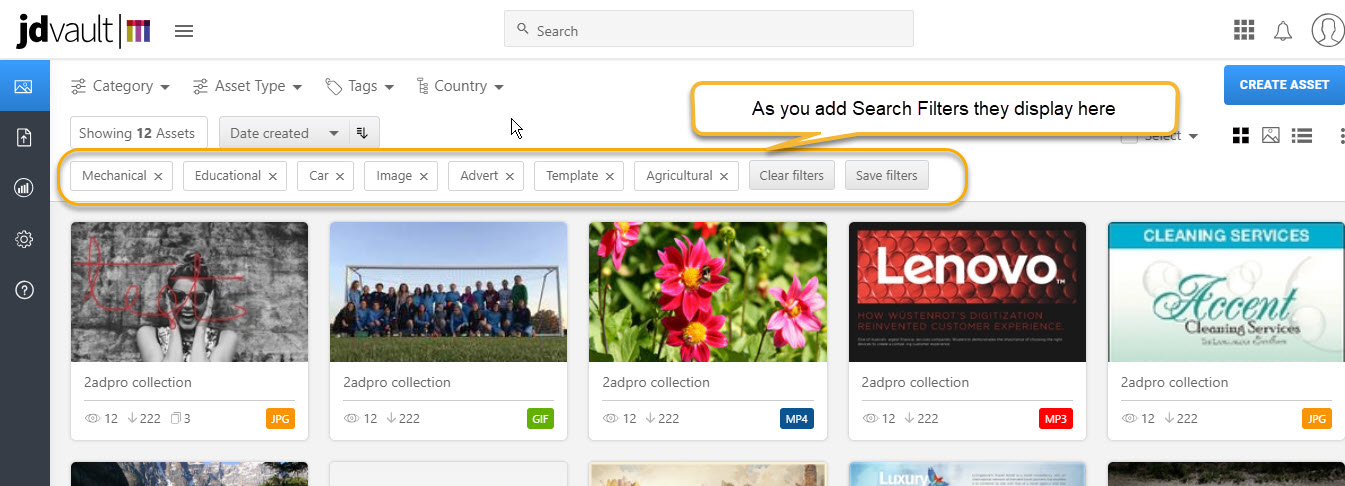 jdvault|m
Search
Category
Asset Type
Tags
Country
CREATE ASSET
As you add Search Filters they display here
Showing 12 Assets
Date created
Select
Mechanical ×
Educational ×
Car ×
Image ×
Advert ×
Template ×
Agricultural ×
Clear filters
Save filters
text
Lenovo™
HOW WÜSTENROT'S DIGITIZATION
REINVENTED CUSTOMER EXPERIENCE.
CLEANING SERVICES
Accent
Cleaning Services
2adpro collection
12 222 3
JPG
2adpro collection
12 222
GIF
2adpro collection
12 222
MP4
2adpro collection
12 222
MP3
2adpro collection
12 222
JPG
Luxury